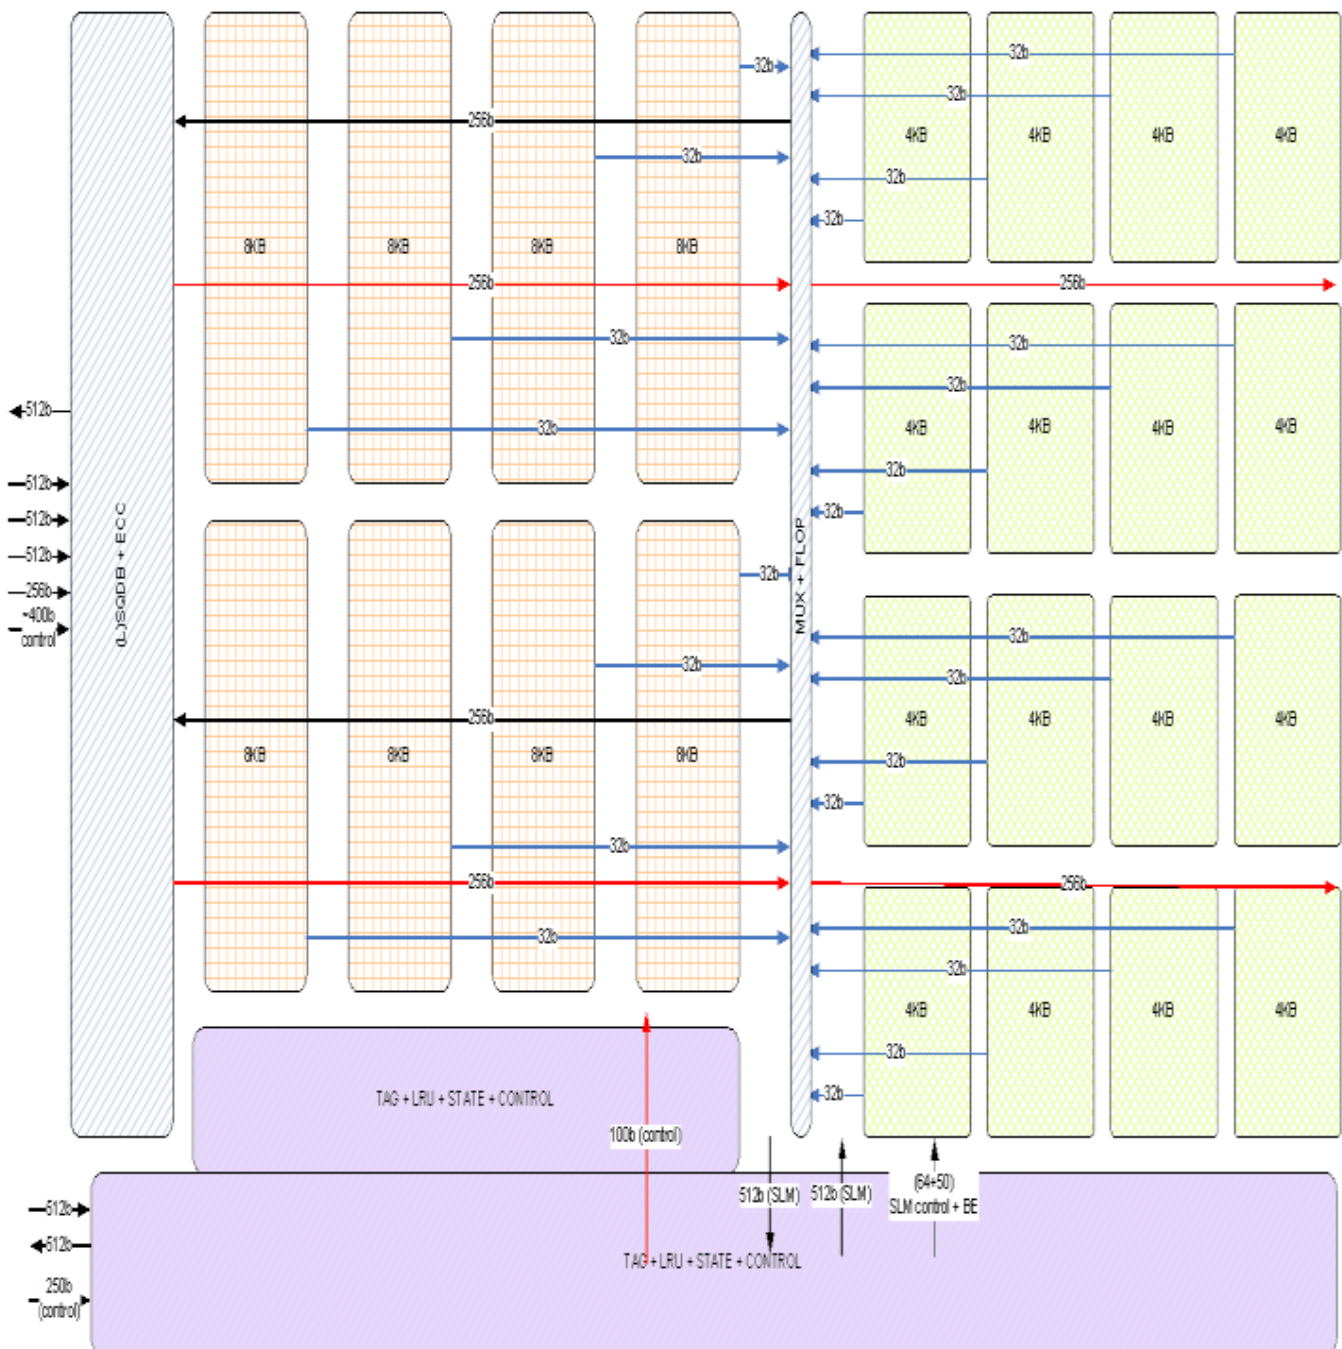 32b
32b
32b
256b
4KB
4KB
4KB
4KB
32b
32b
32b
8KB
8KB
8KB
8KB
256b
256b
32b
32b
32b
512b
32b
4KB
4KB
4KB
4KB
32b
512b
32b
512b
512b
256b
~400b
control
(L)SQDB + ECC
32b
MUX + FLOP
32b
32b
32b
256b
4KB
4KB
4KB
4KB
8KB
8KB
8KB
8KB
32b
32b
32b
256b
256b
32b
32b
32b
4KB
4KB
4KB
4KB
32b
32b
TAG + LRU + STATE + CONTROL
100b (control)
512b (SLM)
512b (SLM)
(64+50)
SLM control + BE
512b
512b
TAG + LRU + STATE + CONTROL
250b
(control)